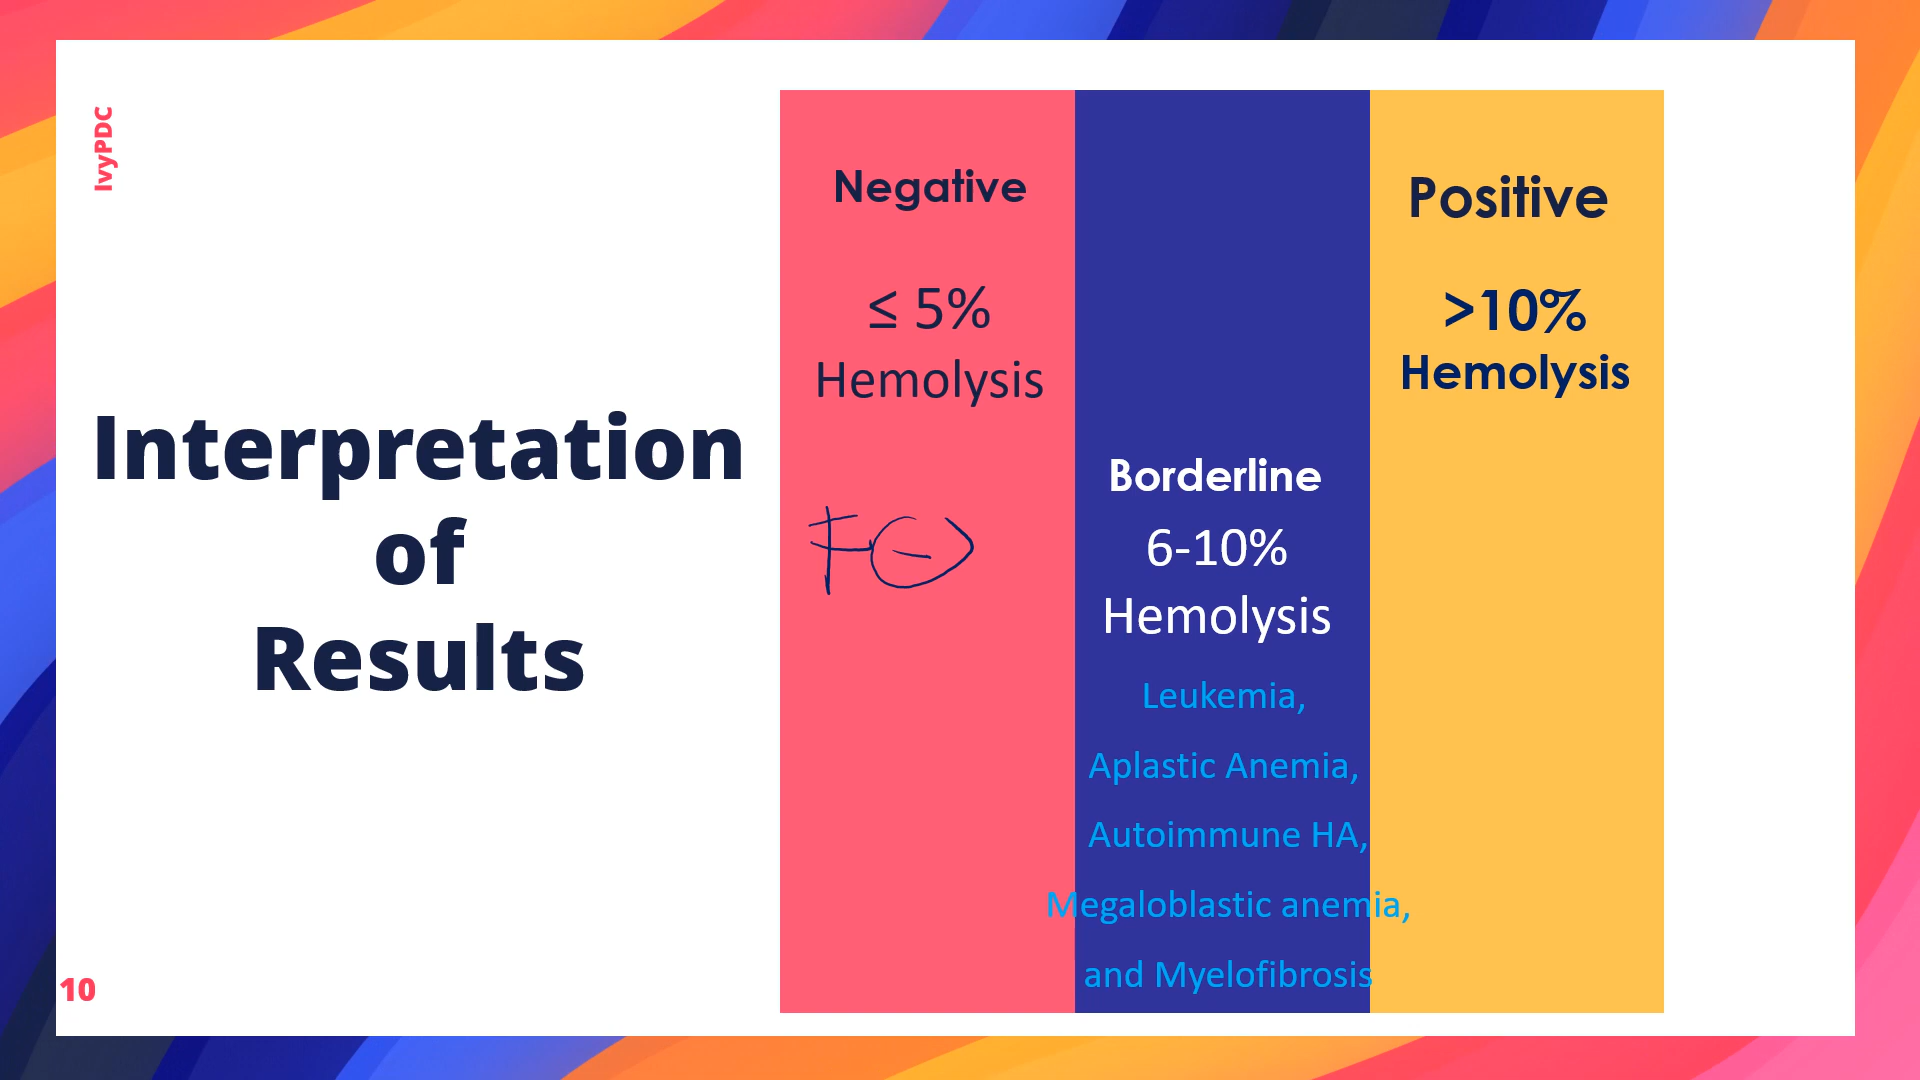 IvyPDC
Interpretation
of
Results
10
Negative
≤ 5%
Hemolysis
Borderline
6-10%
Hemolysis
Leukemia,
Aplastic Anemia,
Autoimmune HA,
Megaloblastic anemia,
and Myelofibrosis
Positive
>10%
Hemolysis